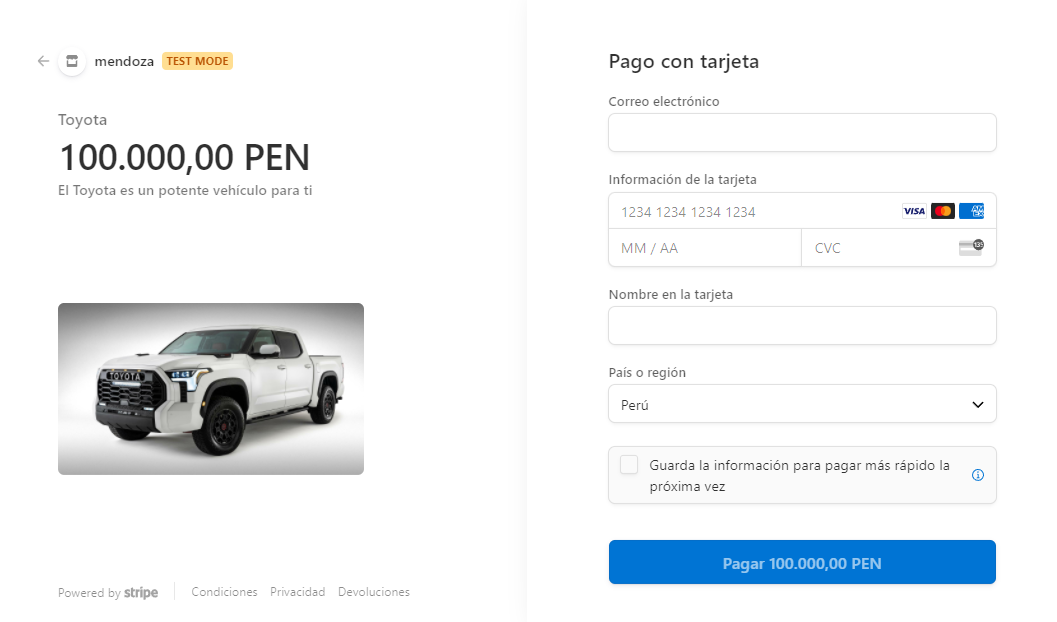 mendoza TEST MODE
Toyota
100.000,00 PEN
El Toyota es un potente vehículo para ti
TOYOTA
Powered by stripe
Condiciones Privacidad Devoluciones
Pago con tarjeta
Correo electrónico
Información de la tarjeta
1234 1234 1234 1234 VISA AMEX
MM / AA CVC 135
Nombre en la tarjeta
País o región
Perú
Guarda la información para pagar más rápido la
próxima vez
Pagar 100.000,00 PEN